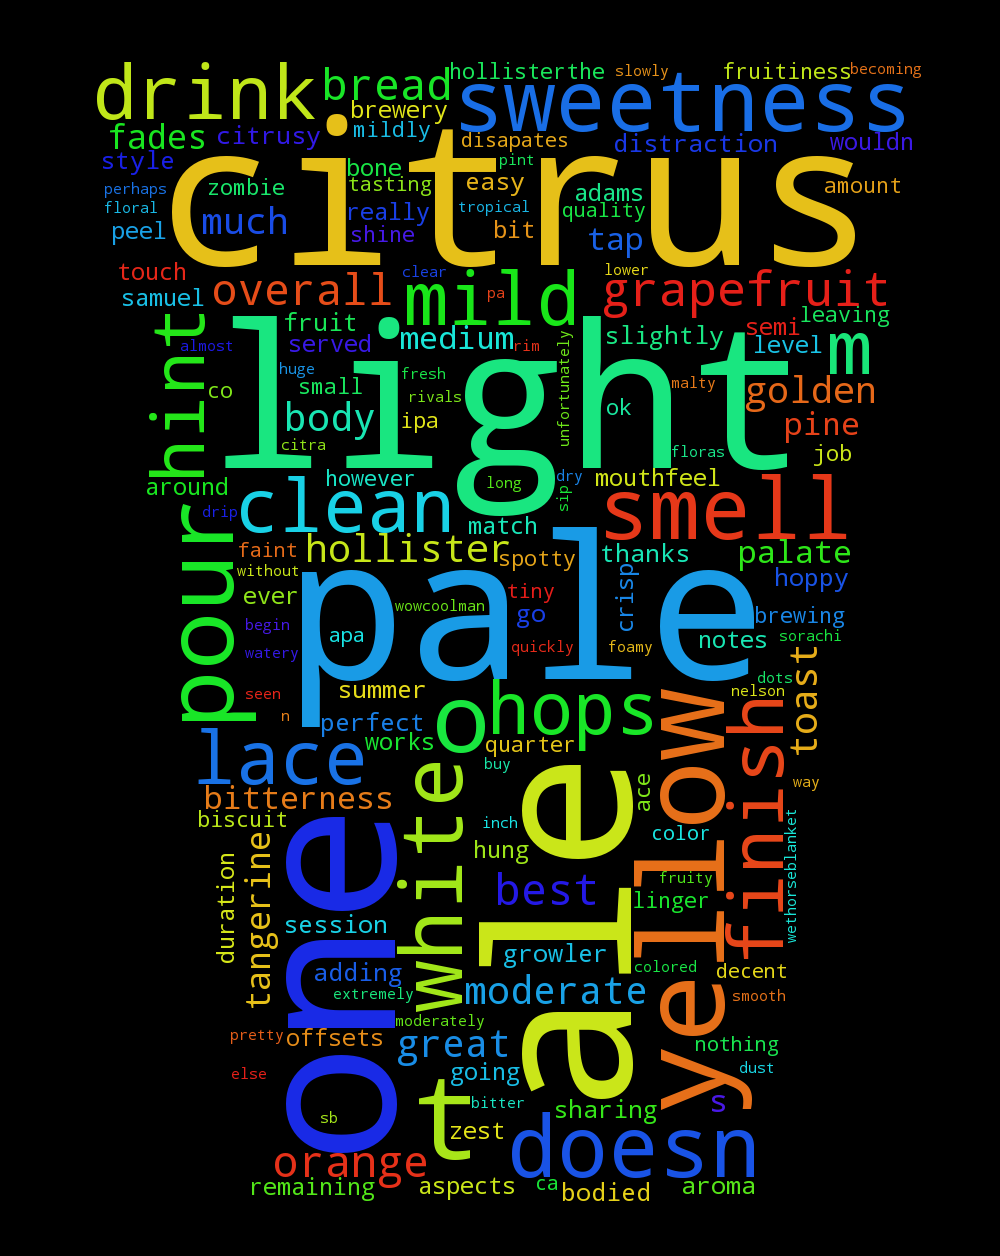 hollisterthe slowly fruitiness becoming
drink bread sweetness
brewery
fades citrusy mildly disapates distraction wouldn
citrus
style bone pint
perhaps zombie tasting easy adams amount
floral much really tropical quality
peel shine bit tap
touch clear lower
samuel overall mild pa grapefruit
hint fruit medium slightly semi leaving m
almost served rim unfortunately level
light
huge small fresh malty golden
co body rivals ok
ipa pine
citra floras job
around however long dry mouthfeel
drip clean sip smell
pour match
faint hollister spotty thanks palate
without pale hoppy
ever wowcoolman tiny crisp
begin apa go notes brewing sorachi
watery quickly foamy toast
seen summer dots nelson
n perfect o hops
lace works quarter
buy way
bitterness white ale ace yellow finish
biscuit one inch color wethorseblanket
tangerine hung
duration best fruity linger
session growler
adding colored decent
extremely moderate smooth
moderately
pretty offsets great nothing
else going dust
bitter s
sb t zest sharing
doesn
orange
remaining aspects ca bodied aroma